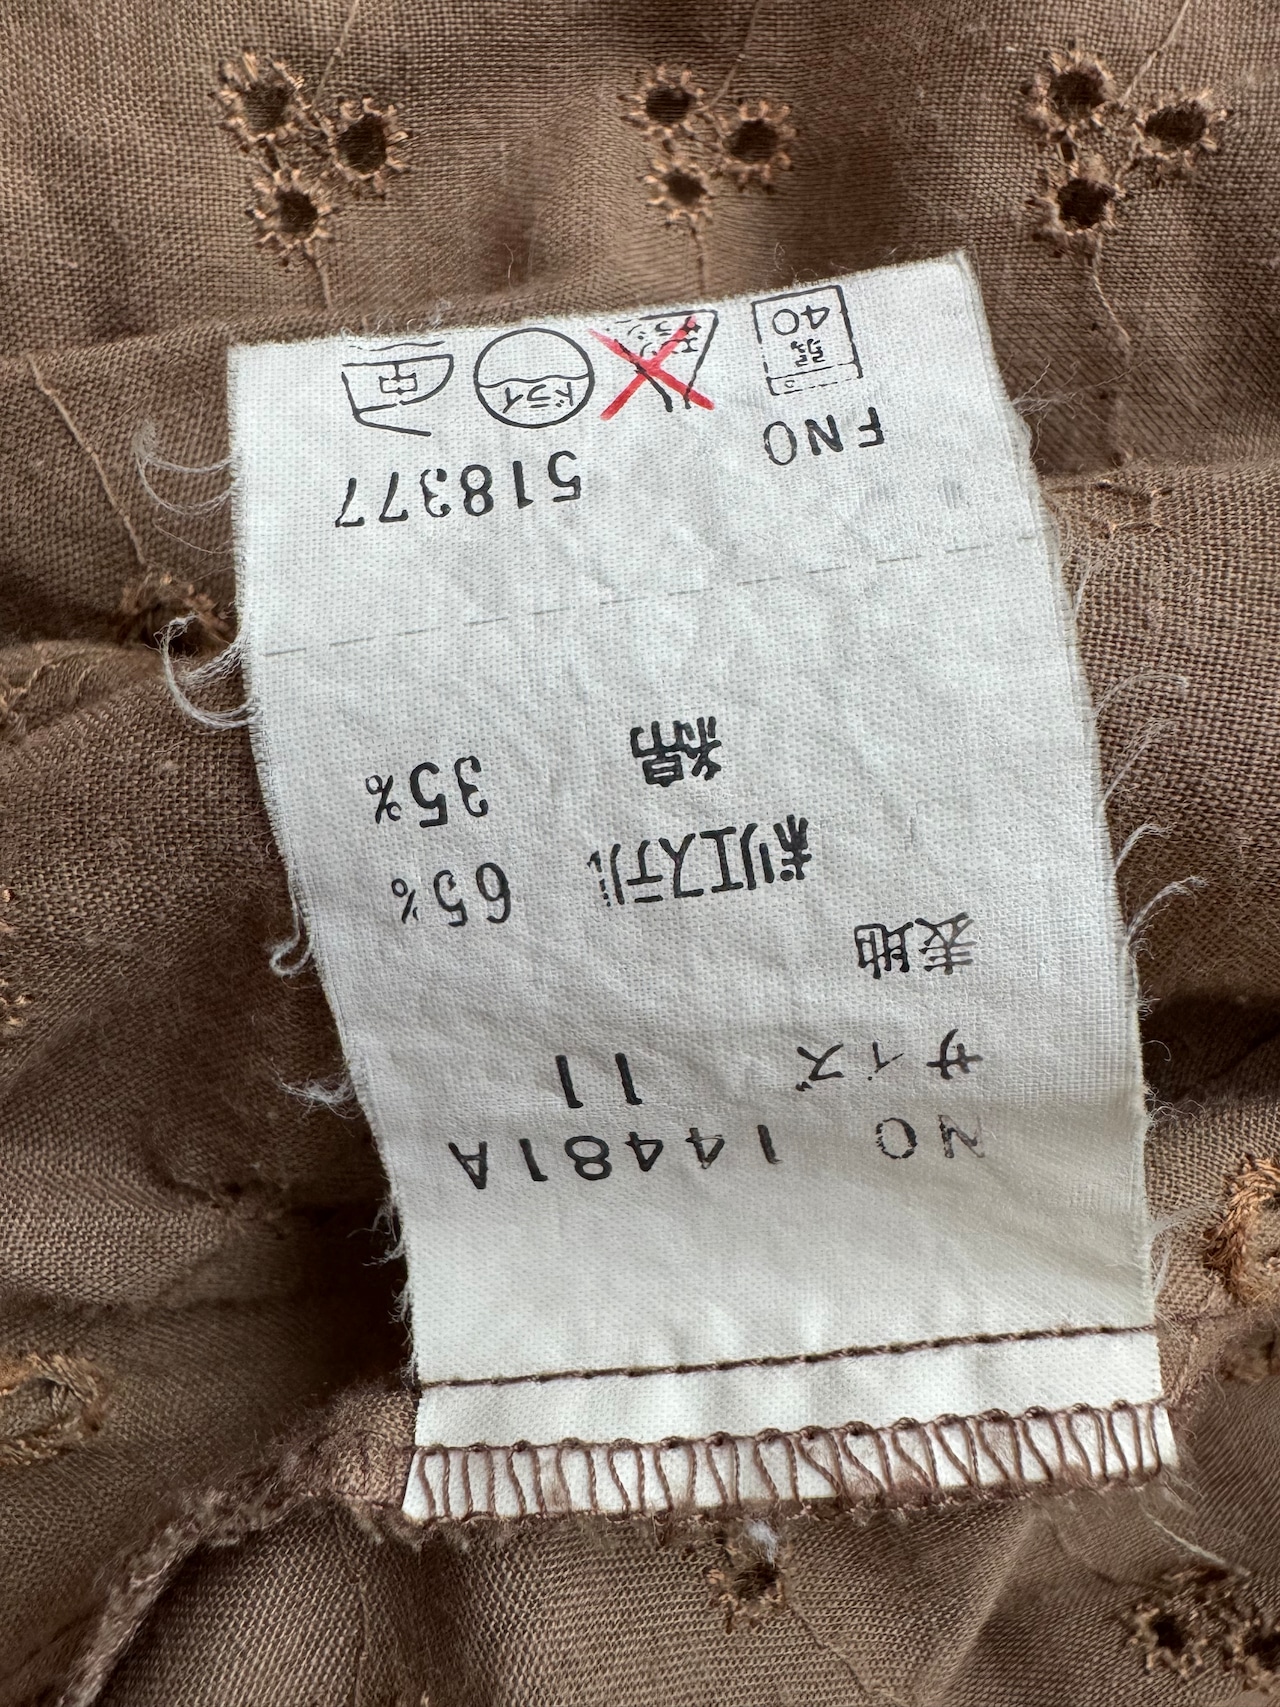 NO 14481A
サイズ 11
表地
ポリエステル 65%
綿 35%
FNO 518377
40 弱
ドライ
中